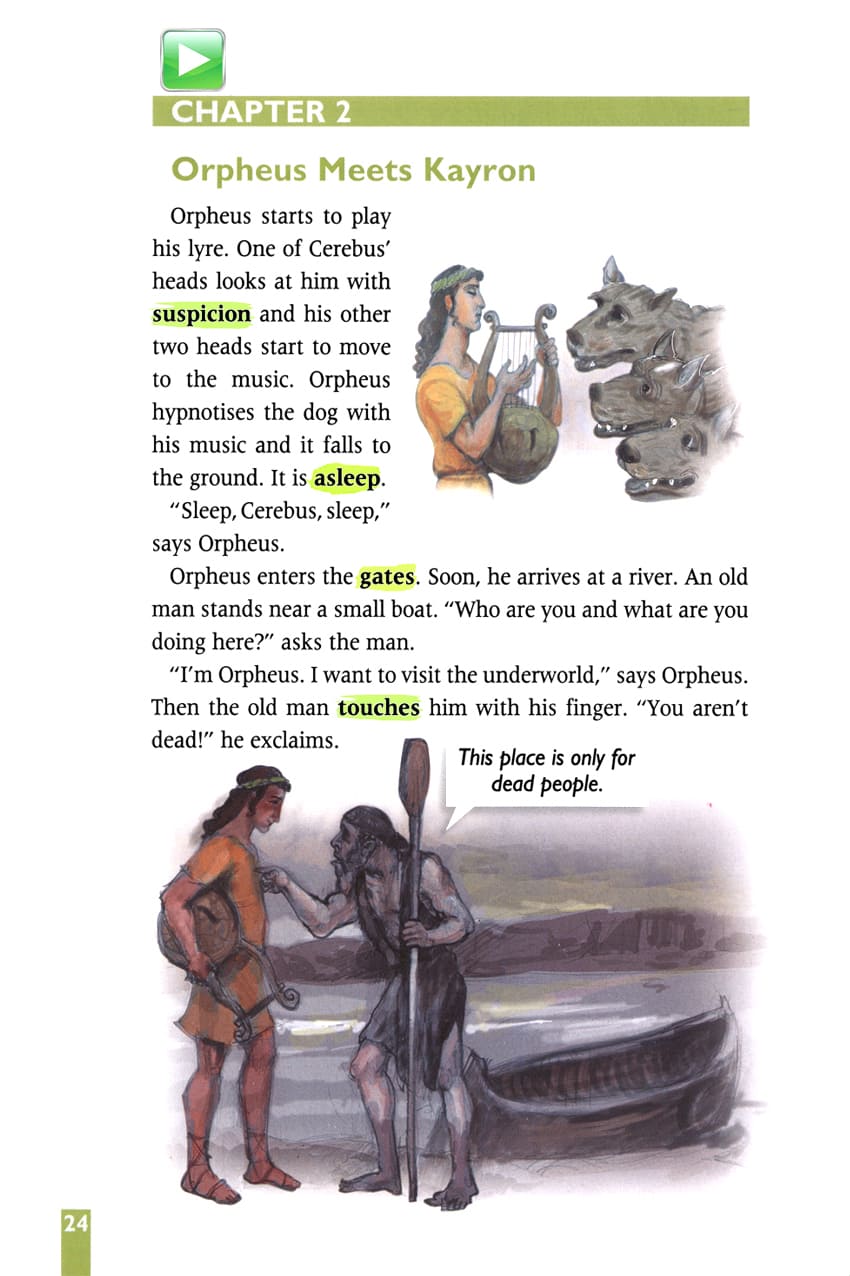 CHAPTER 2
Orpheus Meets Kayron
Orpheus starts to play
his lyre. One of Cerebus’
heads looks at him with
suspicion and his other
two heads start to move
to the music. Orpheus
hypnotises the dog with
his music and it falls to
the ground. It is asleep.
“Sleep, Cerebus, sleep,”
says Orpheus.
Orpheus enters the gates. Soon, he arrives at a river. An old
man stands near a small boat. “Who are you and what are you
doing here?” asks the man.
“I’m Orpheus. I want to visit the underworld,” says Orpheus.
Then the old man touches him with his finger. “You aren’t
dead!” he exclaims.
This place is only for
dead people.
24